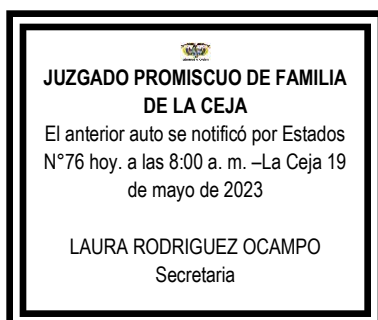 JUZGADO PROMISCUO DE FAMILIA
DE LA CEJA
El anterior auto se notificó por Estados
N°76 hoy. a las 8:00 a. m. –La Ceja 19
de mayo de 2023
LAURA RODRIGUEZ OCAMPO
Secretaria